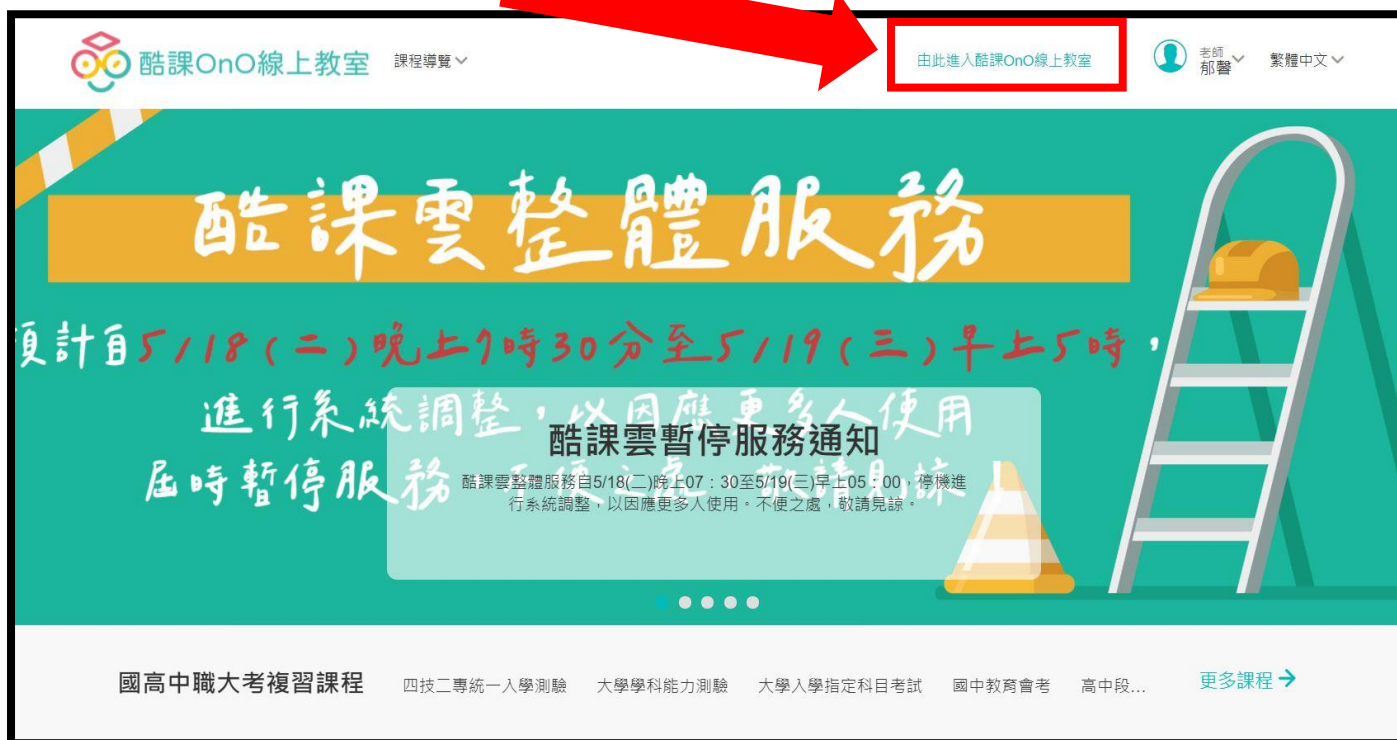 酷課OnO線上教室
課程導覽
由此進入酷課OnO線上教室
老師
郁馨
繁體中文
酷課雲整體服務
預計自5/18(二)晚上7時30分至5/19(三)早上5時，
進行系統調整，以因應更多人使用
屆時暫停服務，不便之處，敬請見諒！
酷課雲暫停服務通知
酷課雲整體服務自5/18(二)晚上07：30至5/19(三)早上05：00，停機進
行系統調整，以因應更多人使用。不便之處，敬請見諒。
國高中職大考複習課程
四技二專統一入學測驗
大學學科能力測驗
大學入學指定科目考試
國中教育會考
高中段...
更多課程